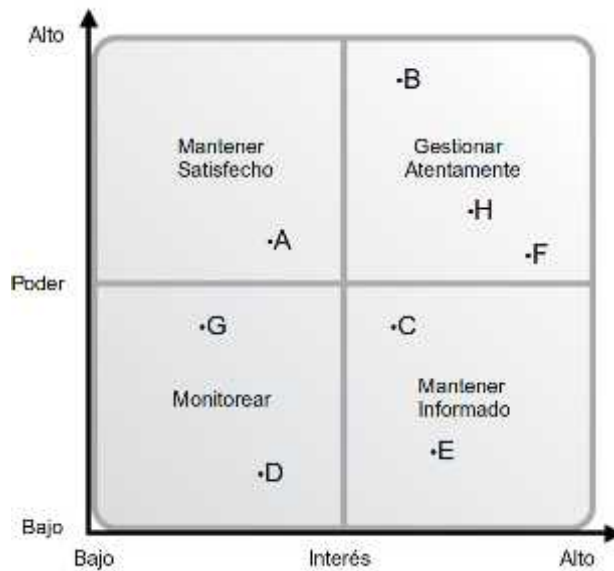 Alto
•B
Mantener
Satisfecho
Gestionar
Atentamente
•H
•A
•F
Poder
•G
•C
Monitorear
Mantener
Informado
•E
•D
Bajo
Bajo
Interés
Alto